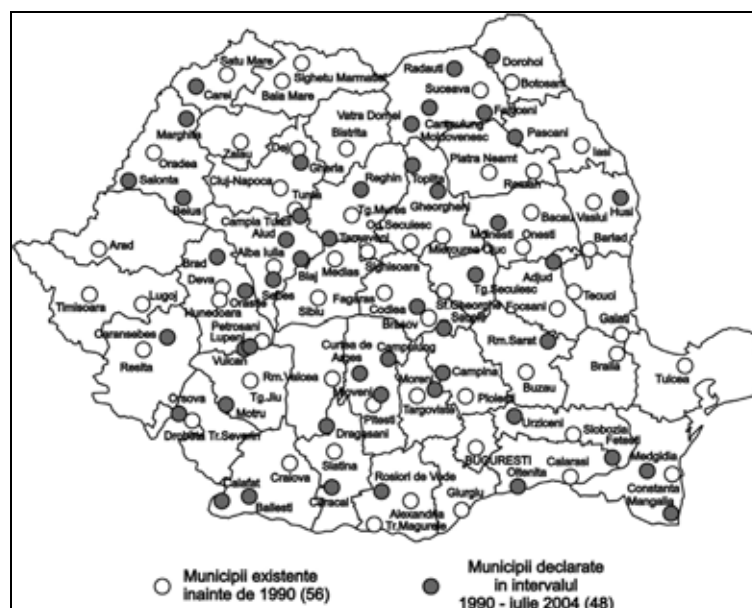 Satu Mare
Sighetu Marmatiei
Carei
Baia Mare
Radauti
Dorohoi
Suceava
Botosani
Falticeni
Vatra Dornei
Campulung
Moldovenesc
Pascani
Iasi
Marghita
Oradea
Zalau
Dej
Bistrita
Gherla
Piatra Neamt
Roman
Salonta
Cluj-Napoca
Reghin
Toplita
Beius
Turda
Tg.Mures
Gheorgheni
Bacau
Vaslui
Husi
Campia Turzii
Od.Secuiesc
Moinesti
Onesti
Barlad
Arad
Aiud
Tarnaveni
Miercurea Ciuc
Brad
Alba Iulia
Blaj
Medias
Sighisoara
Tg.Secuiesc
Adjud
Deva
Timisoara
Lugoj
Orastie
Sebes
Fagaras
St.Gheorghe
Tecuci
Hunedoara
Sibiu
Codlea
Focsani
Petrosani
Brasov
Sacele
Galati
Caransebes
Lupeni
Curtea de
Arges
Campulung
Rm.Sarat
Resita
Vulcan
Rm.Valcea
Campina
Braila
Tulcea
Orsova
Tg.Jiu
Mioveni
Moreni
Buzau
Motru
Pitesti
Targoviste
Ploiesti
Urziceni
Drobeta Tr.Severin
Dragasani
Slobozia
Fetesti
Slatina
BUCURESTI
Medgidia
Craiova
Rosiori de Vede
Oltenita
Calarasi
Calafat
Constanta
Bailesti
Caracal
Alexandria
Giurgiu
Mangalia
Tr.Magurele
Municipii existente
inainte de 1990 (56)
Municipii declarate
in intervalul
1990 - iulie 2004 (48)